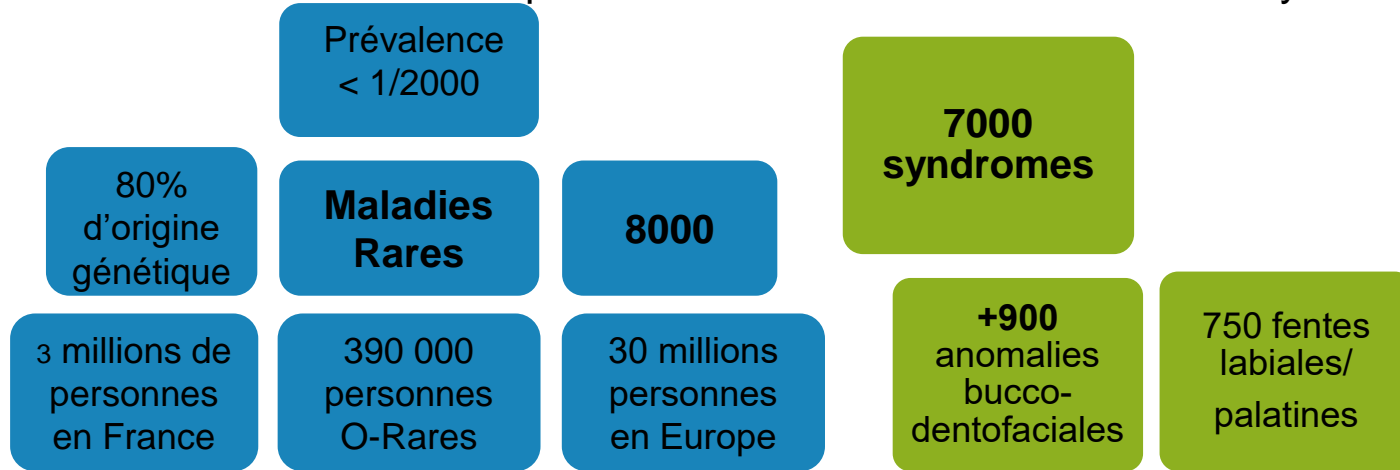 Prévalence
< 1/2000
80%
d’origine
génétique
Maladies
Rares
8000
3 millions de
personnes
en France
390 000
personnes
O-Rares
30 millions
personnes
en Europe
7000
syndromes
+900
anomalies
bucco-
dentofaciales
750 fentes
labiales/
palatines